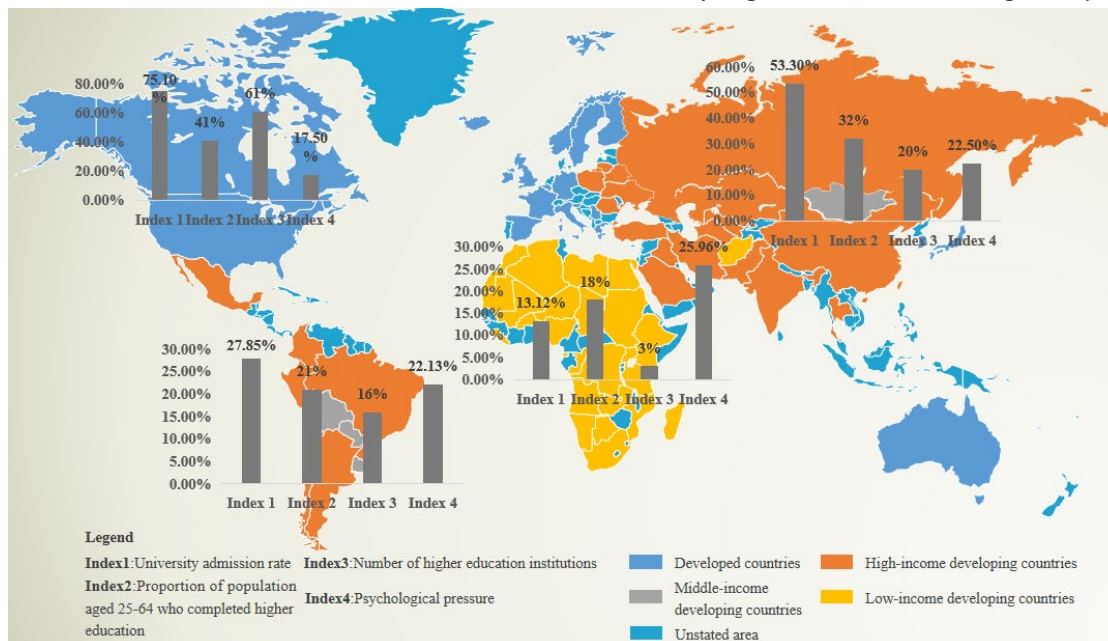 80.00%
60.00%
40.00%
20.00%
0.00%
75.10
%
41%
61%
17.50
%
Index 1 Index 2 Index 3 Index 4
60.00%
50.00%
40.00%
30.00%
20.00%
10.00%
0.00%
53.30%
32%
20%
22.50%
Index 1 Index 2 Index 3 Index 4
30.00%
25.00%
20.00%
15.00%
10.00%
5.00%
0.00%
13.12%
18%
3%
25.96%
Index 1 Index 2 Index 3 Index 4
30.00%
25.00%
20.00%
15.00%
10.00%
5.00%
0.00%
27.85%
21%
16%
22.13%
Index 1 Index 2 Index 3 Index 4
Legend
Index1:University admission rate
Index2:Proportion of population
aged 25-64 who completed higher
education
Index3:Number of higher education institutions
Index4:Psychological pressure
Developed countries
Middle-income
developing countries
Unstated area
High-income developing countries
Low-income developing countries